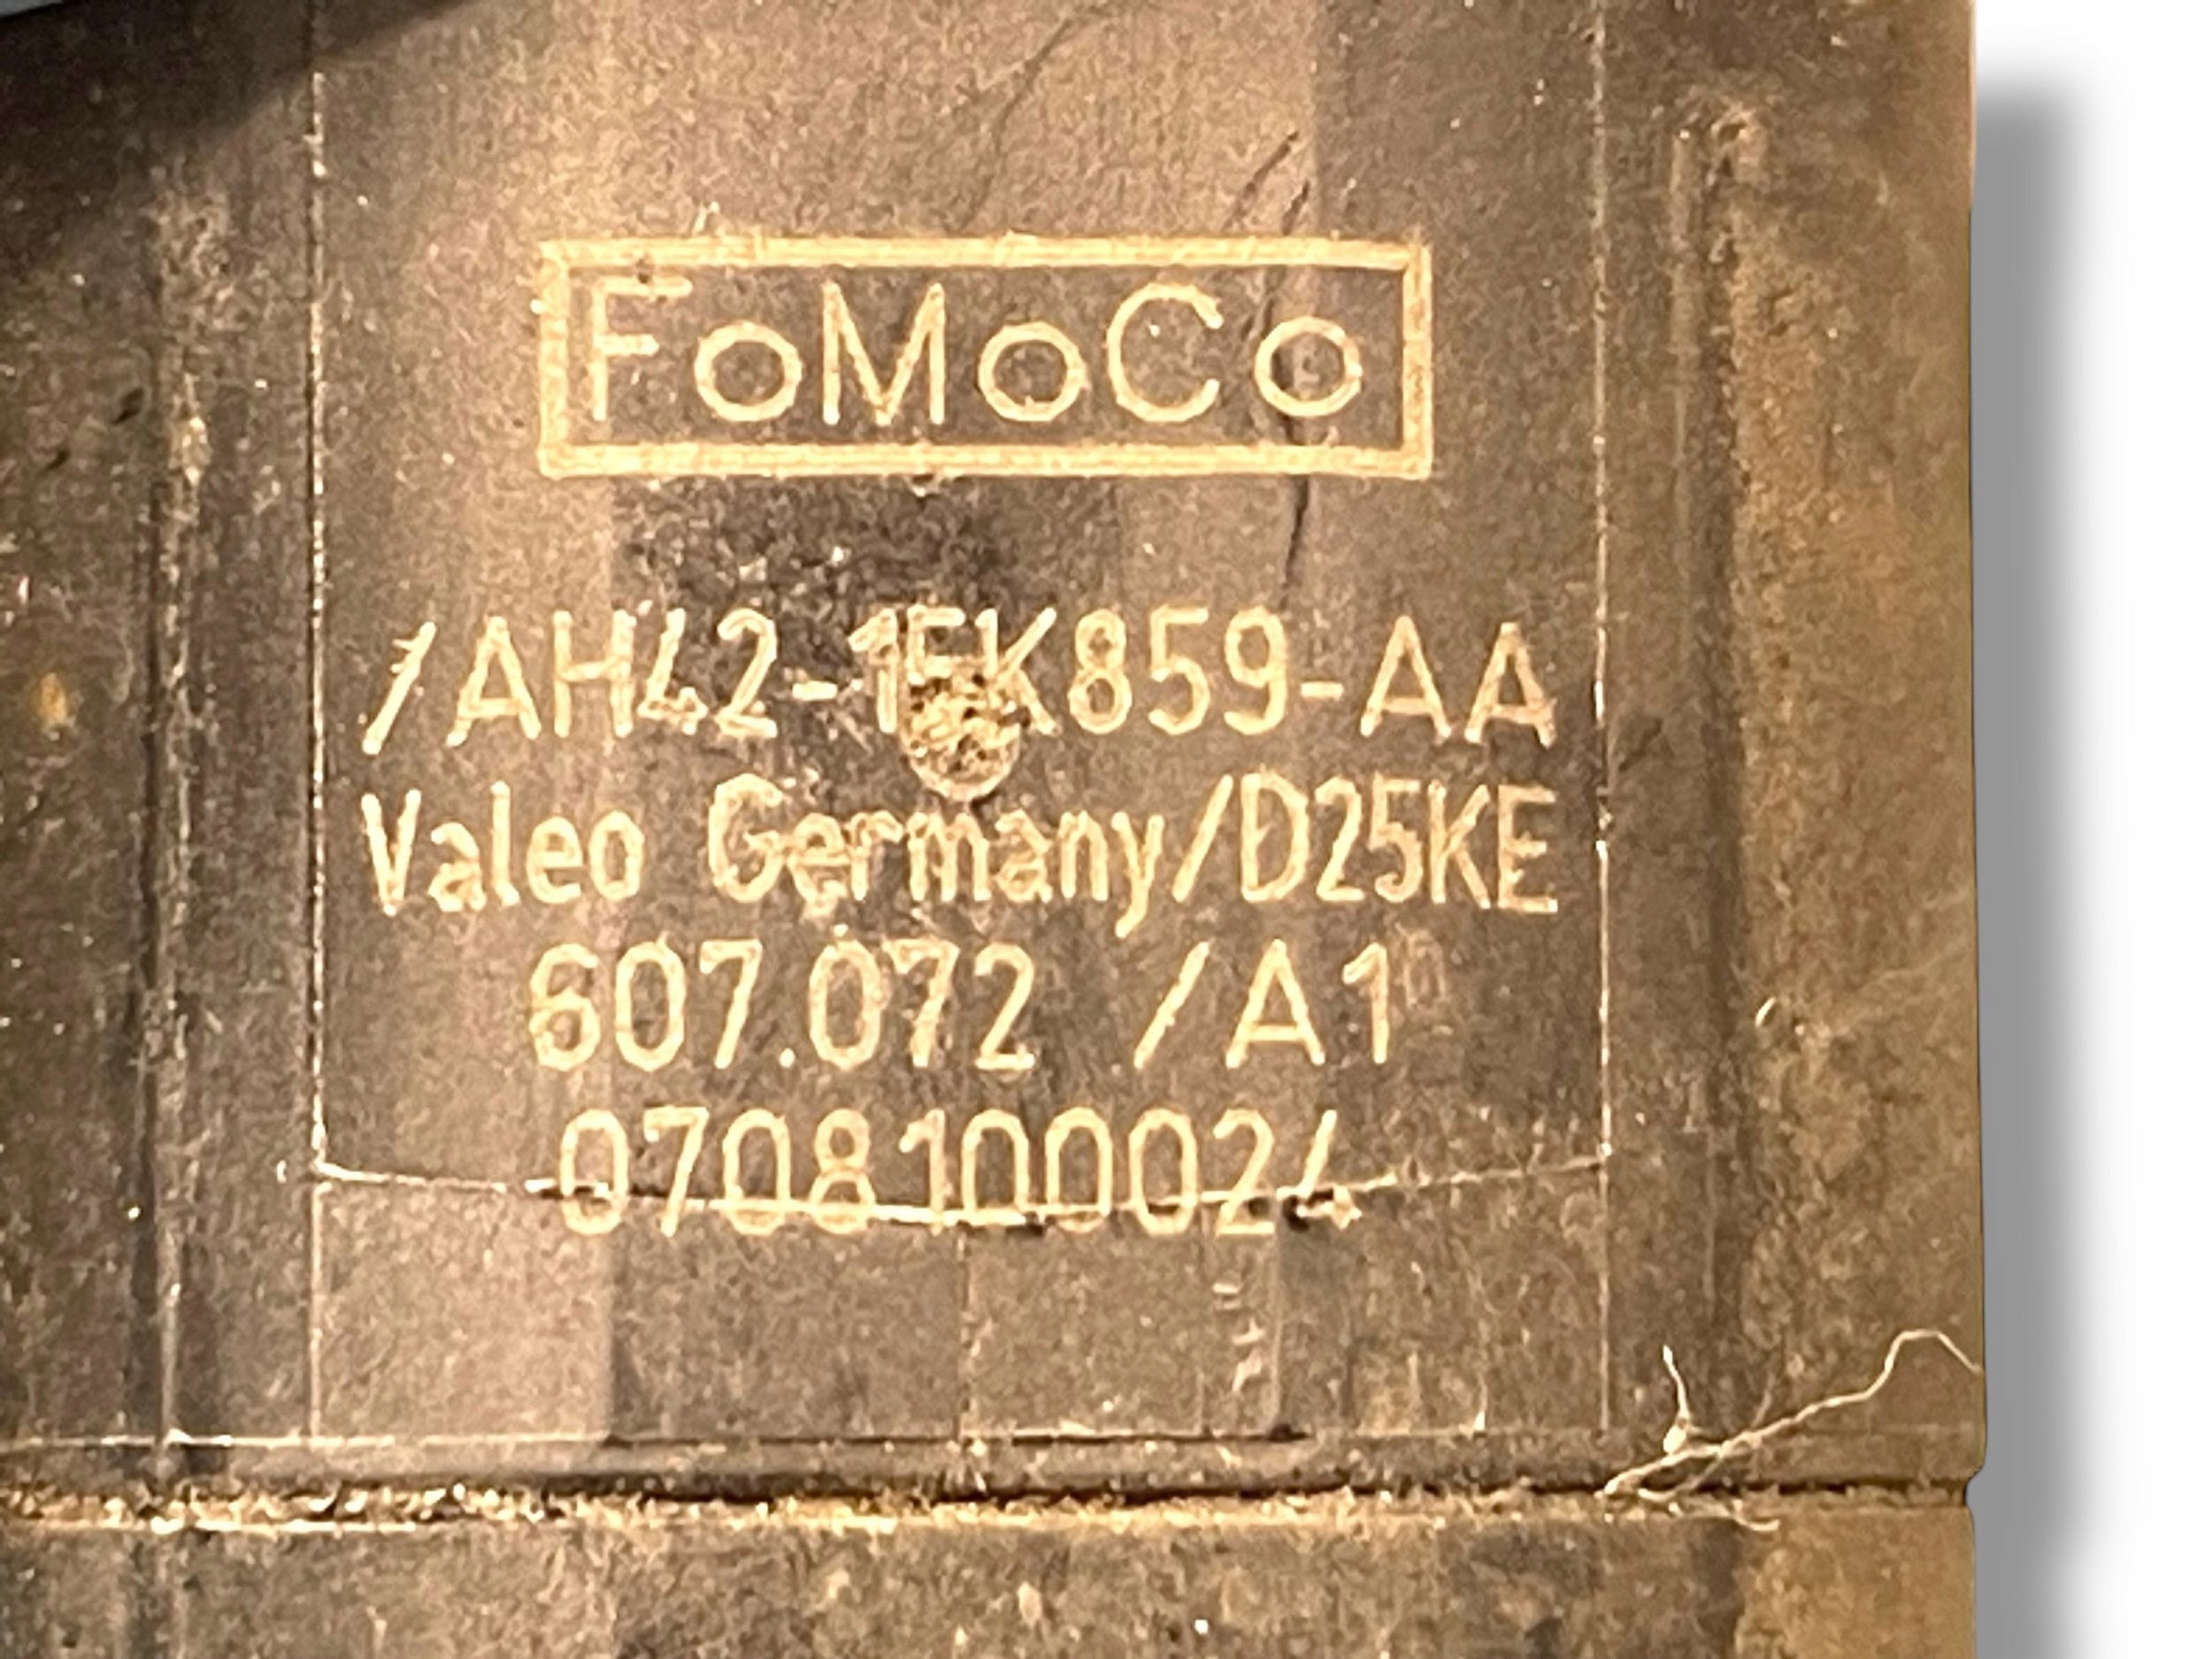 FoMoCo
/AH42-15K859-AA
Valeo Germany/D25KE
607.072 /A1
0708100024